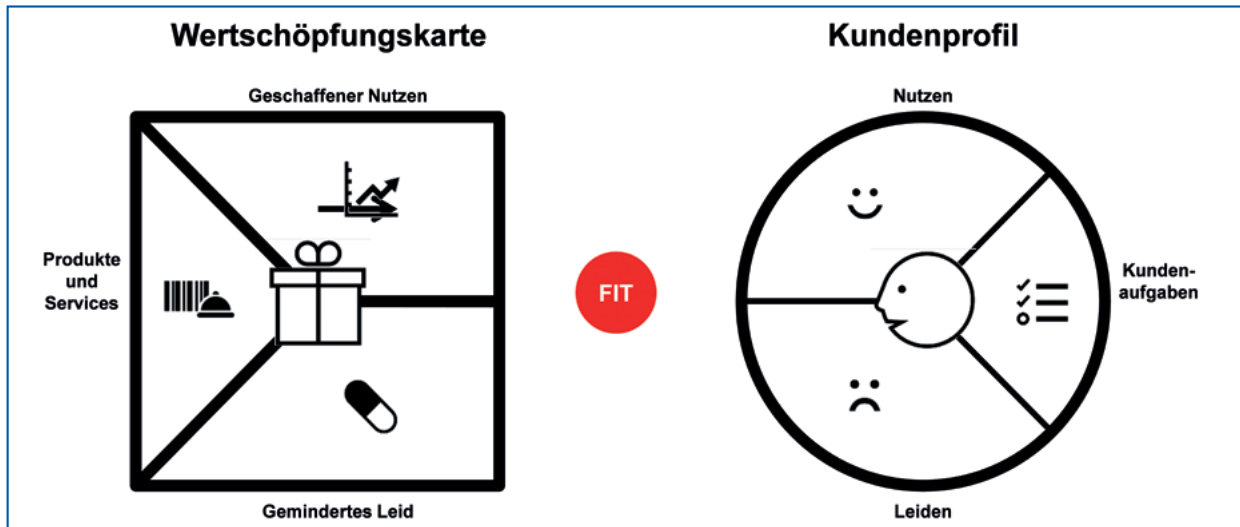 Wertschöpfungskarte
Kundenprofil
Geschaffener Nutzen
Nutzen
Produkte
und
Services
FIT
Kunden-
aufgaben
Gemindertes Leid
Leiden